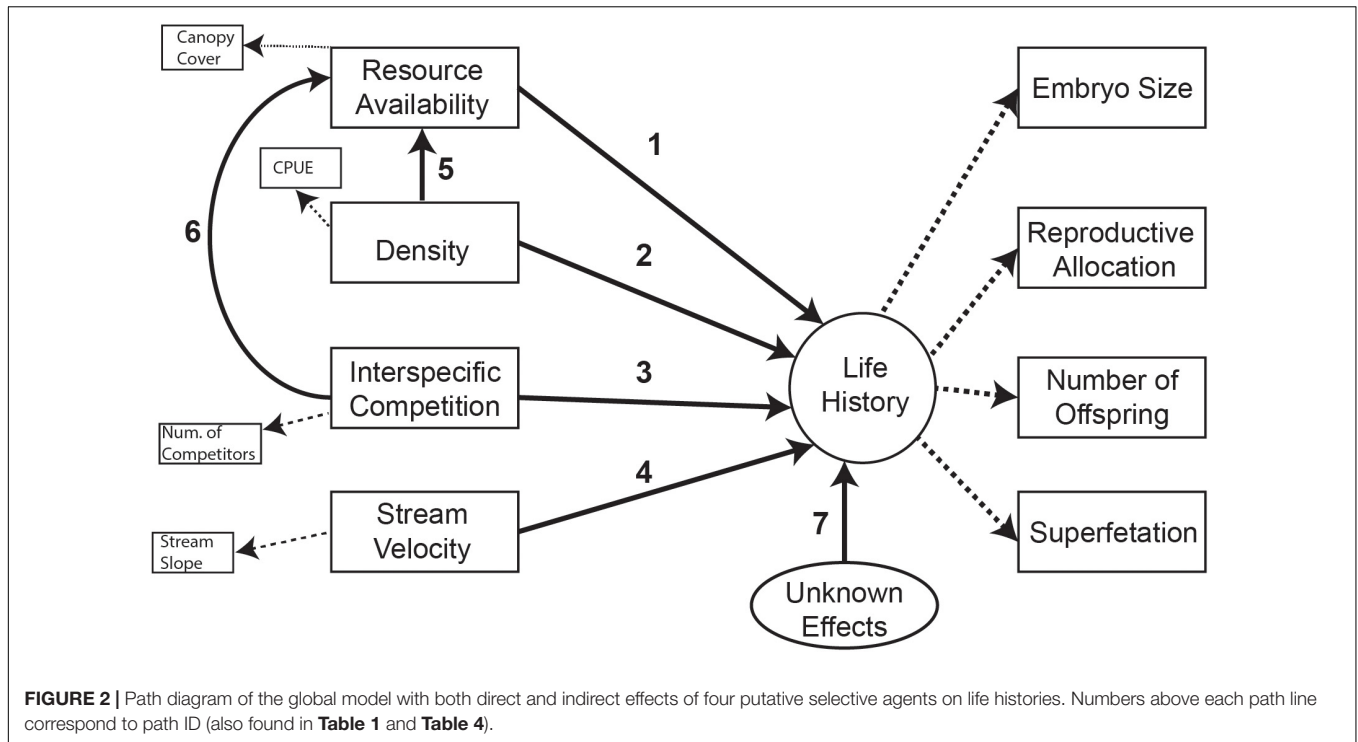 Canopy
Cover
Resource
Availability
1
Embryo Size
CPUE
5
6
Density
2
Reproductive
Allocation
Interspecific
Competition
3
Life
History
Number of
Offspring
Num. of
Competitors
4
Stream
Velocity
Stream
Slope
7
Superfetation
Unknown
Effects
FIGURE 2 | Path diagram of the global model with both direct and indirect effects of four putative selective agents on life histories. Numbers above each path line
correspond to path ID (also found in Table 1 and Table 4).